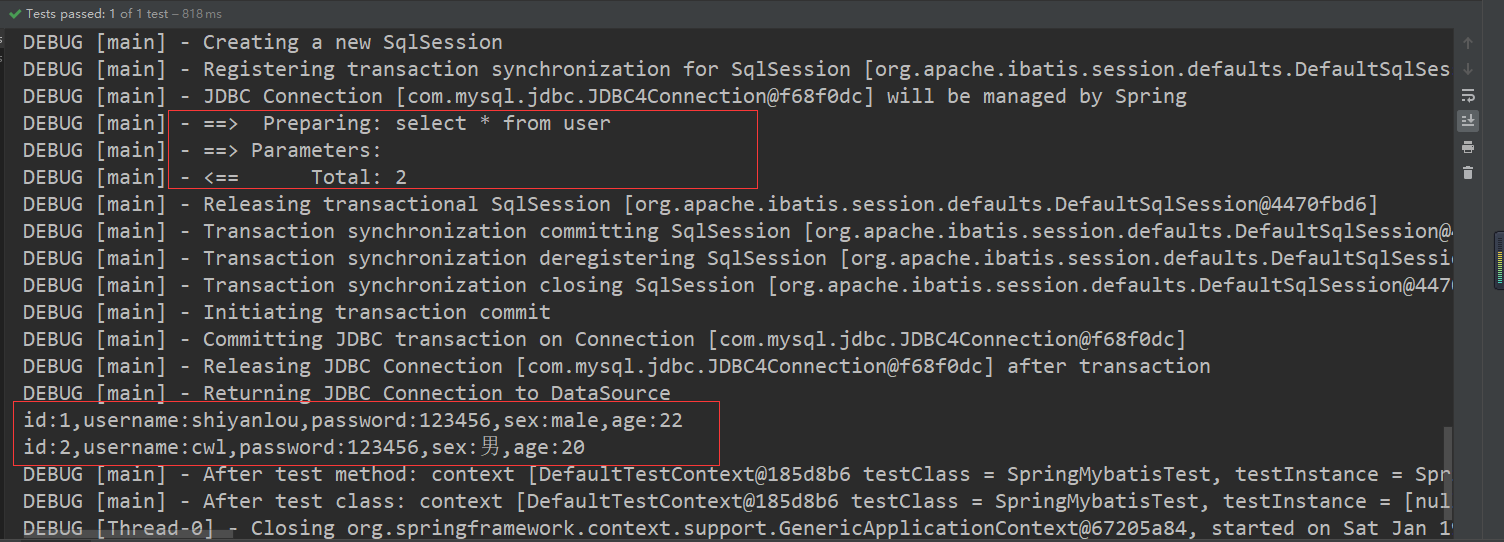 Tests passed: 1 of 1 test – 818 ms
DEBUG [main] - Creating a new SqlSession
DEBUG [main] - Registering transaction synchronization for SqlSession [org.apache.ibatis.session.defaults.DefaultSqlSes
DEBUG [main] - JDBC Connection [com.mysql.jdbc.JDBC4Connection@f68f0dc] will be managed by Spring
DEBUG [main] - ==>  Preparing: select * from user
DEBUG [main] - ==> Parameters:
DEBUG [main] - <==      Total: 2
DEBUG [main] - Releasing transactional SqlSession [org.apache.ibatis.session.defaults.DefaultSqlSession@4470fbd6]
DEBUG [main] - Transaction synchronization committing SqlSession [org.apache.ibatis.session.defaults.DefaultSqlSession@4
DEBUG [main] - Transaction synchronization deregistering SqlSession [org.apache.ibatis.session.defaults.DefaultSqlSessi
DEBUG [main] - Transaction synchronization closing SqlSession [org.apache.ibatis.session.defaults.DefaultSqlSession@447
DEBUG [main] - Initiating transaction commit
DEBUG [main] - Committing JDBC transaction on Connection [com.mysql.jdbc.JDBC4Connection@f68f0dc]
DEBUG [main] - Releasing JDBC Connection [com.mysql.jdbc.JDBC4Connection@f68f0dc] after transaction
DEBUG [main] - Returning JDBC Connection to DataSource
id:1,username:shiyanlou,password:123456,sex:male,age:22
id:2,username:cwl,password:123456,sex:男,age:20
DEBUG [main] - After test method: context [DefaultTestContext@185d8b6 testClass = SpringMybatisTest, testInstance = Spr
DEBUG [main] - After test class: context [DefaultTestContext@185d8b6 testClass = SpringMybatisTest, testInstance = [nul
DEBUG [Thread-0] - Closing org.springframework.context.support.GenericApplicationContext@67205a84, started on Sat Jan 1